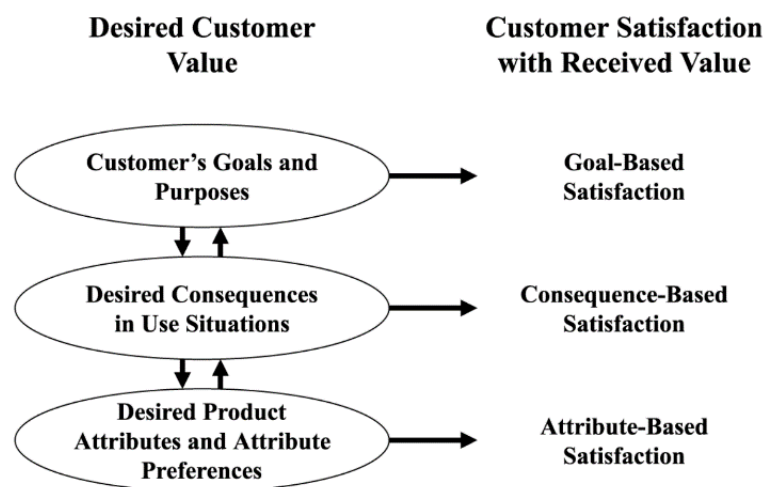 Desired Customer
Value
Customer Satisfaction
with Received Value
Customer's Goals and
Purposes
Goal-Based
Satisfaction
Desired Consequences
in Use Situations
Consequence-Based
Satisfaction
Desired Product
Attributes and Attribute
Preferences
Attribute-Based
Satisfaction